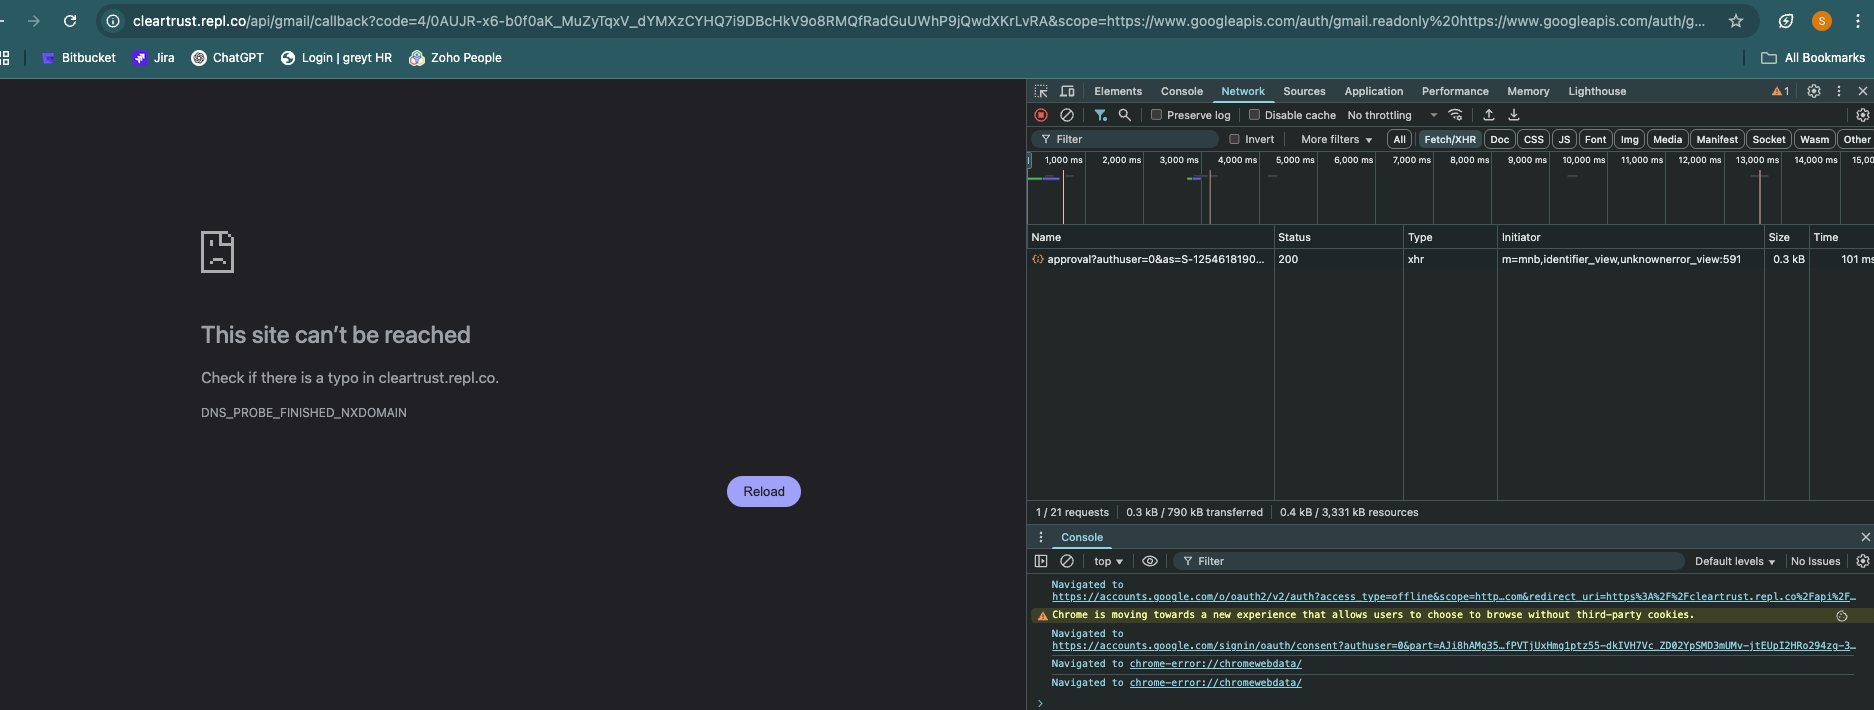 cleartrust.repl.co/api/gmail/callback?code=4/0AUJR-x6-b0f0aK_MuZyTqxV_dYMXzCYHQ7i9DBcHkV9o8RMQfRadGuUWhP9jQwdXKrLvRA&scope=https://www.googleapis.com/auth/gmail.readonly%20https://www.googleapis.com/auth/g...
S
Bitbucket Jira ChatGPT Login | greyt HR Zoho People All Bookmarks
This site can't be reached
Check if there is a typo in cleartrust.repl.co.
DNS_PROBE_FINISHED_NXDOMAIN
Reload
Elements Console Network Sources Application Performance Memory Lighthouse 1
Preserve log Disable cache No throttling
Filter Invert More filters All Fetch/XHR Doc CSS JS Font Img Media Manifest Socket Wasm Other
1,000 ms 2,000 ms 3,000 ms 4,000 ms 5,000 ms 6,000 ms 7,000 ms 8,000 ms 9,000 ms 10,000 ms 11,000 ms 12,000 ms 13,000 ms 14,000 ms 15,00
Name Status Type Initiator Size Time
approval?authuser=0&as=S-1254618190... 200 xhr m=mnb,identifier_view,unknownerror_view:591 0.3 kB 101 ms
1 / 21 requests 0.3 kB / 790 kB transferred 0.4 kB / 3,331 kB resources
Console
top Filter Default levels No Issues
Navigated to
https://accounts.google.com/o/oauth2/v2/auth?access_type=offline&scope=http…com&redirect_uri=https%3A%2F%2Fcleartrust.repl.co%2Fapi%2F…
Chrome is moving towards a new experience that allows users to choose to browse without third-party cookies.
Navigated to
https://accounts.google.com/signin/oauth/consent?authuser=0&part=AJi8hAMg35…fPVTjUxHmg1ptz55-dkIVH7Vc_ZD02YpSMD3mUMv-jtEUpI2HRo294zg-3…
Navigated to chrome-error://chromewebdata/
Navigated to chrome-error://chromewebdata/